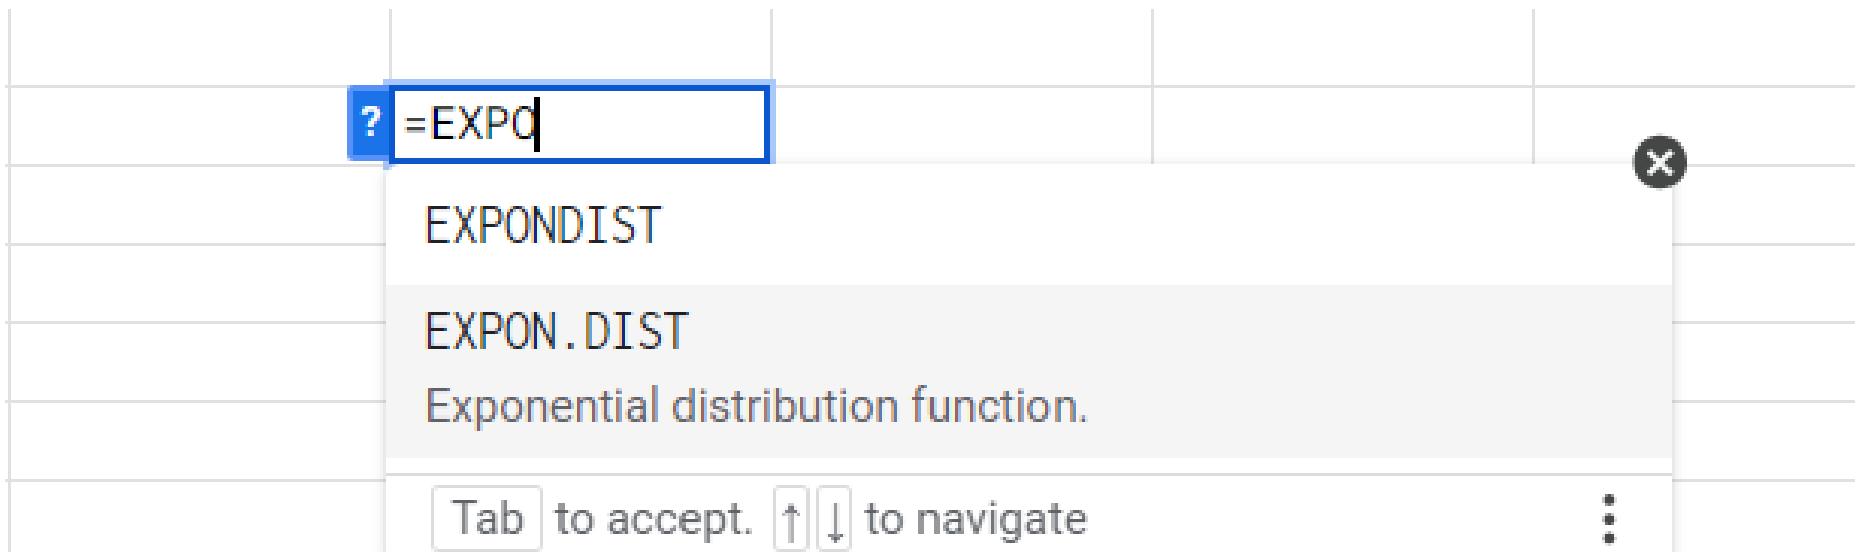 ? =EXPO
EXPONDIST
EXPON.DIST
Exponential distribution function.
Tab to accept. ↑ ↓ to navigate